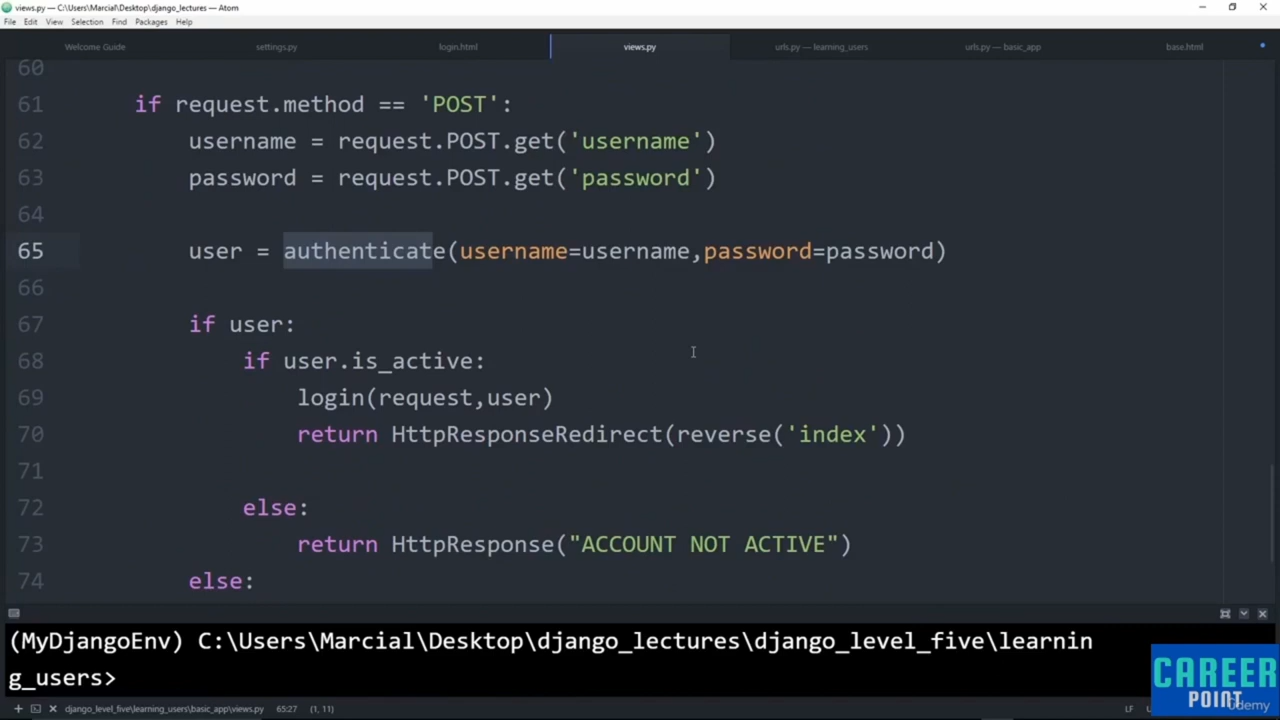 views.py — C:\Users\Marcial\Desktop\django_lectures — Atom
File Edit View Selection Find Packages Help
Welcome Guide settings.py login.html views.py urls.py — learning_users urls.py — basic_app base.html
60
61 if request.method == 'POST':
62 username = request.POST.get('username')
63 password = request.POST.get('password')
64
65 user = authenticate(username=username,password=password)
66
67 if user:
68 if user.is_active:
69 login(request,user)
70 return HttpResponseRedirect(reverse('index'))
71
72 else:
73 return HttpResponse("ACCOUNT NOT ACTIVE")
74 else:
(MyDjangoEnv) C:\Users\Marcial\Desktop\django_lectures\django_level_five\learnin
g_users>
CAREER
POINT
Udemy
django_level_five\learning_users\basic_app\views.py 65:27 (1, 11) LF